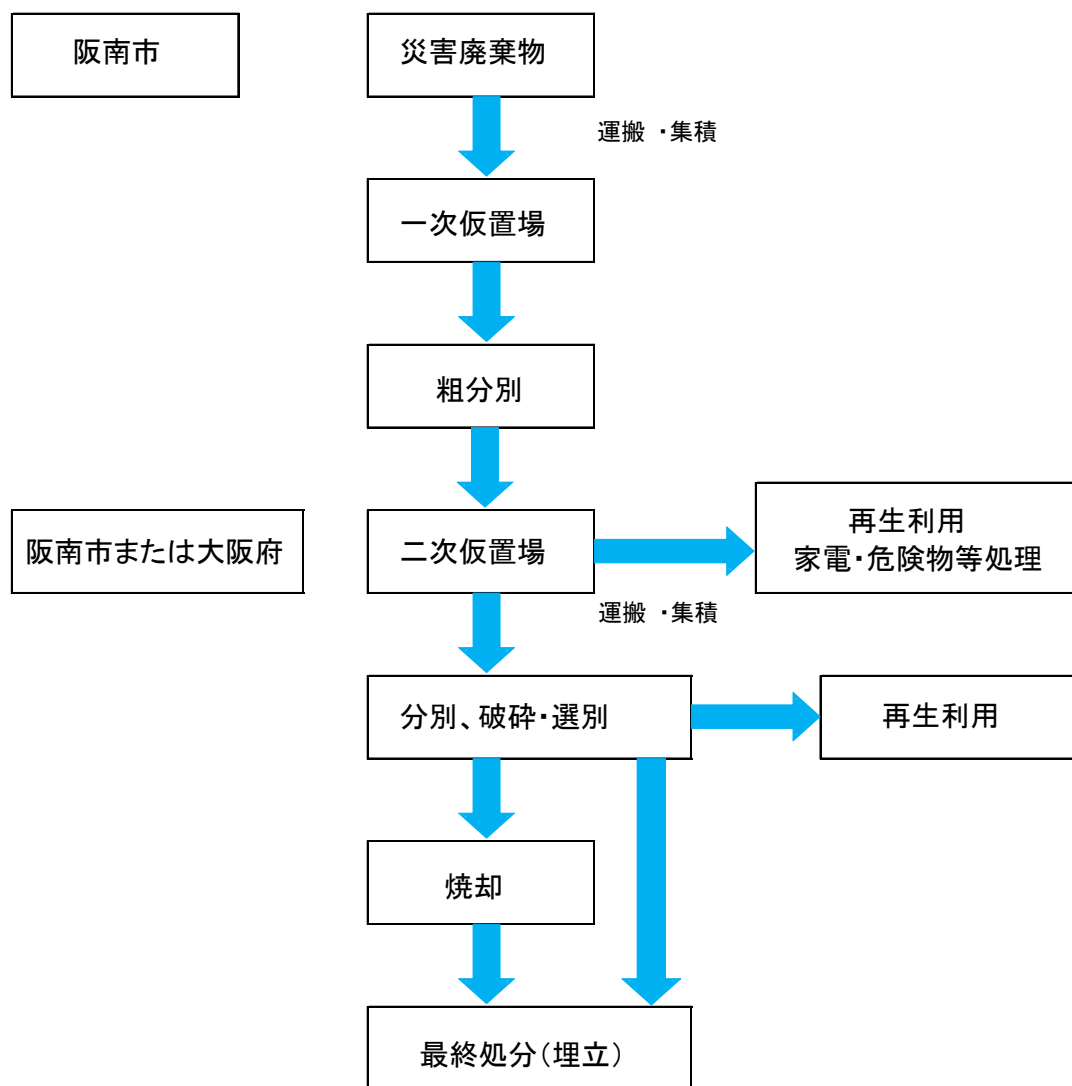 阪南市
災害廃棄物
運搬 ・集積
一次仮置場
粗分別
阪南市または大阪府
二次仮置場
再生利用
家電・危険物等処理
運搬 ・集積
分別、破砕・選別
再生利用
焼却
最終処分（埋立）